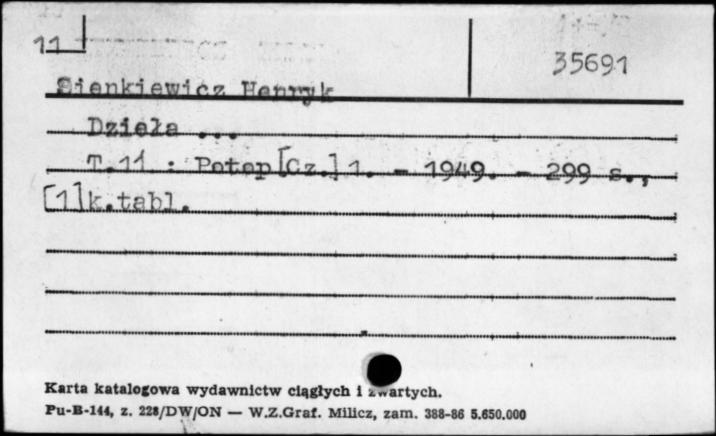 11
35691
Sienkiewicz Henryk
Dzieła ...
T.11 : Potop [Cz.] 1. - 1949. - 299 s.,
[1] k.tabl.
Karta katalogowa wydawnictw ciągłych i zwartych.
Pu-B-144, z. 228/DW/ON — W.Z.Graf. Milicz, zam. 388-86 5.650.000